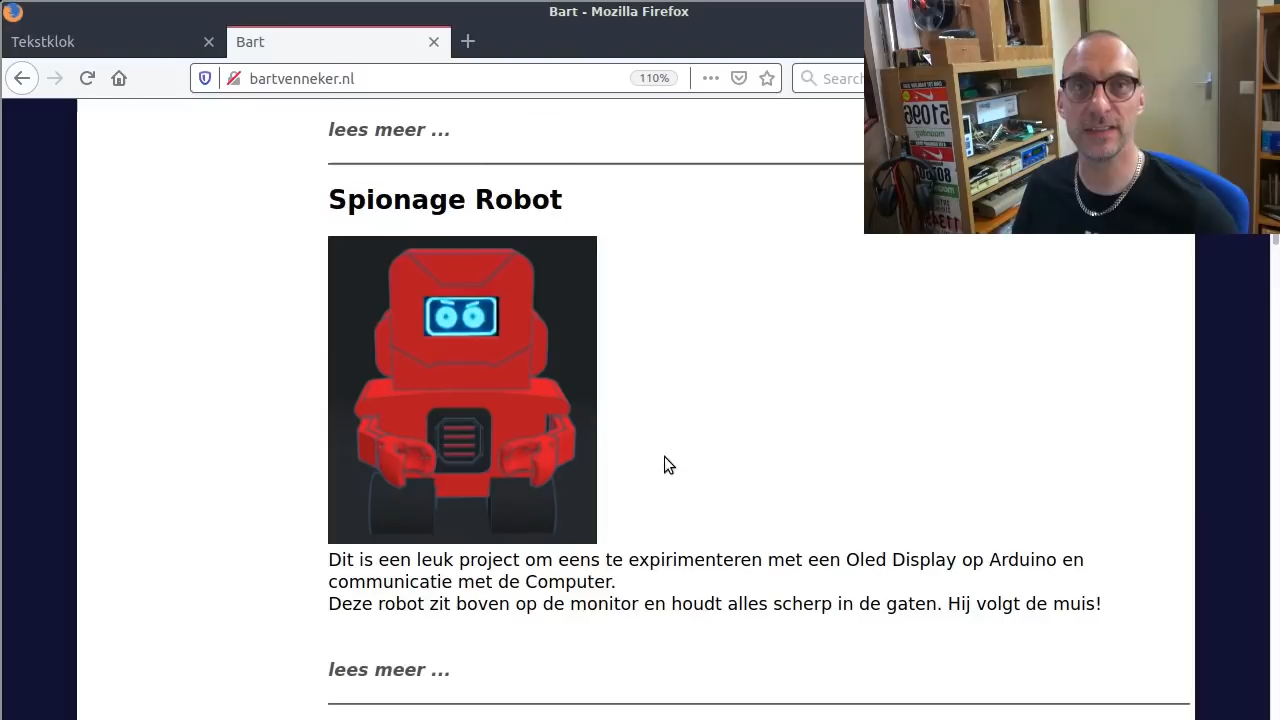 Bart - Mozilla Firefox
Tekstklok
Bart
bartvenneker.nl
110%
Search
lees meer ...
Spionage Robot
Dit is een leuk project om eens te expirimenteren met een Oled Display op Arduino en
communicatie met de Computer.
Deze robot zit boven op de monitor en houdt alles scherp in de gaten. Hij volgt de muis!
lees meer ...